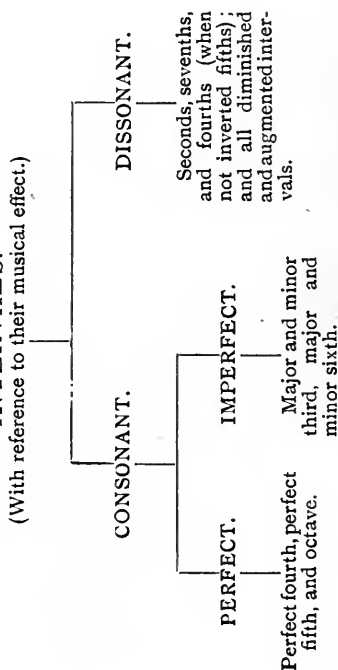 (With reference to their musical effect.)
CONSONANT.
DISSONANT.
PERFECT.
IMPERFECT.
Perfect fourth, perfect
fifth, and octave.
Major and minor
third, major and
minor sixth.
Seconds, sevenths,
and fourths (when
not inverted fifths);
and all diminished
and augmented inter-
vals.